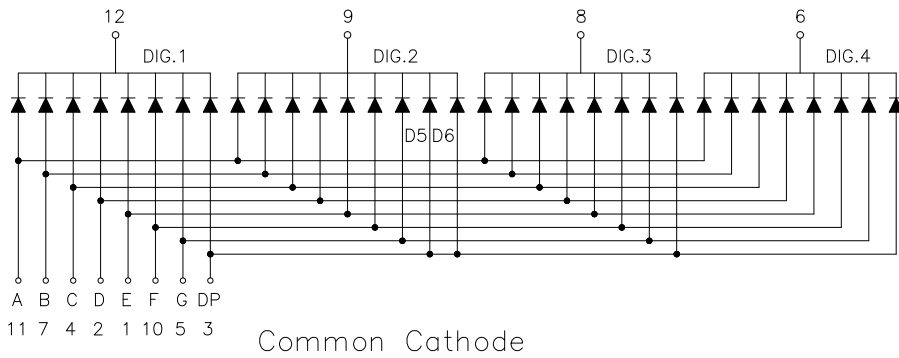 12 9 8 6
DIG.1 DIG.2 DIG.3 DIG.4
D5 D6
A B C D E F G DP
11 7 4 2 1 10 5 3
Common Cathode